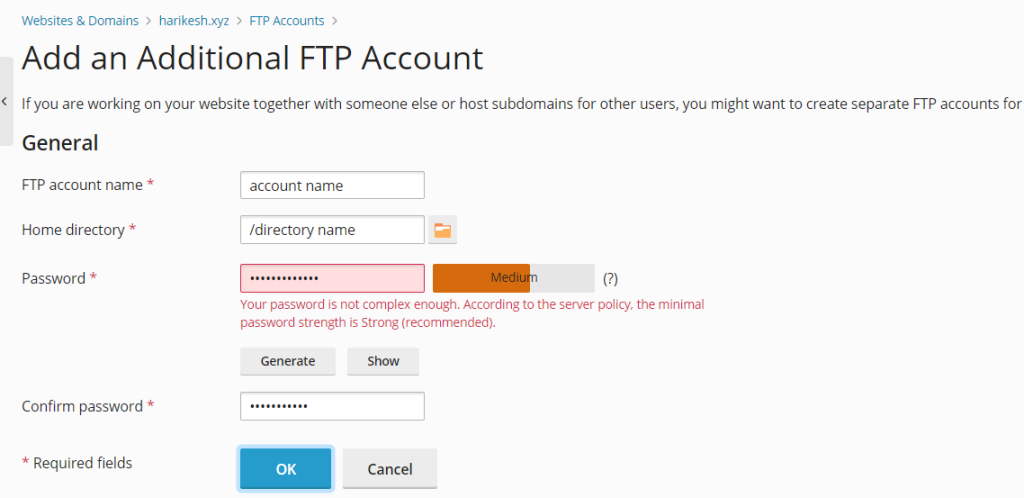 Websites & Domains > harikesh.xyz > FTP Accounts >
Add an Additional FTP Account
If you are working on your website together with someone else or host subdomains for other users, you might want to create separate FTP accounts for
General
FTP account name *
account name
Home directory *
/directory name
Password *
•••••••••••••
Medium
(?)
Your password is not complex enough. According to the server policy, the minimal
password strength is Strong (recommended).
Generate
Show
Confirm password *
•••••••••••
* Required fields
OK
Cancel